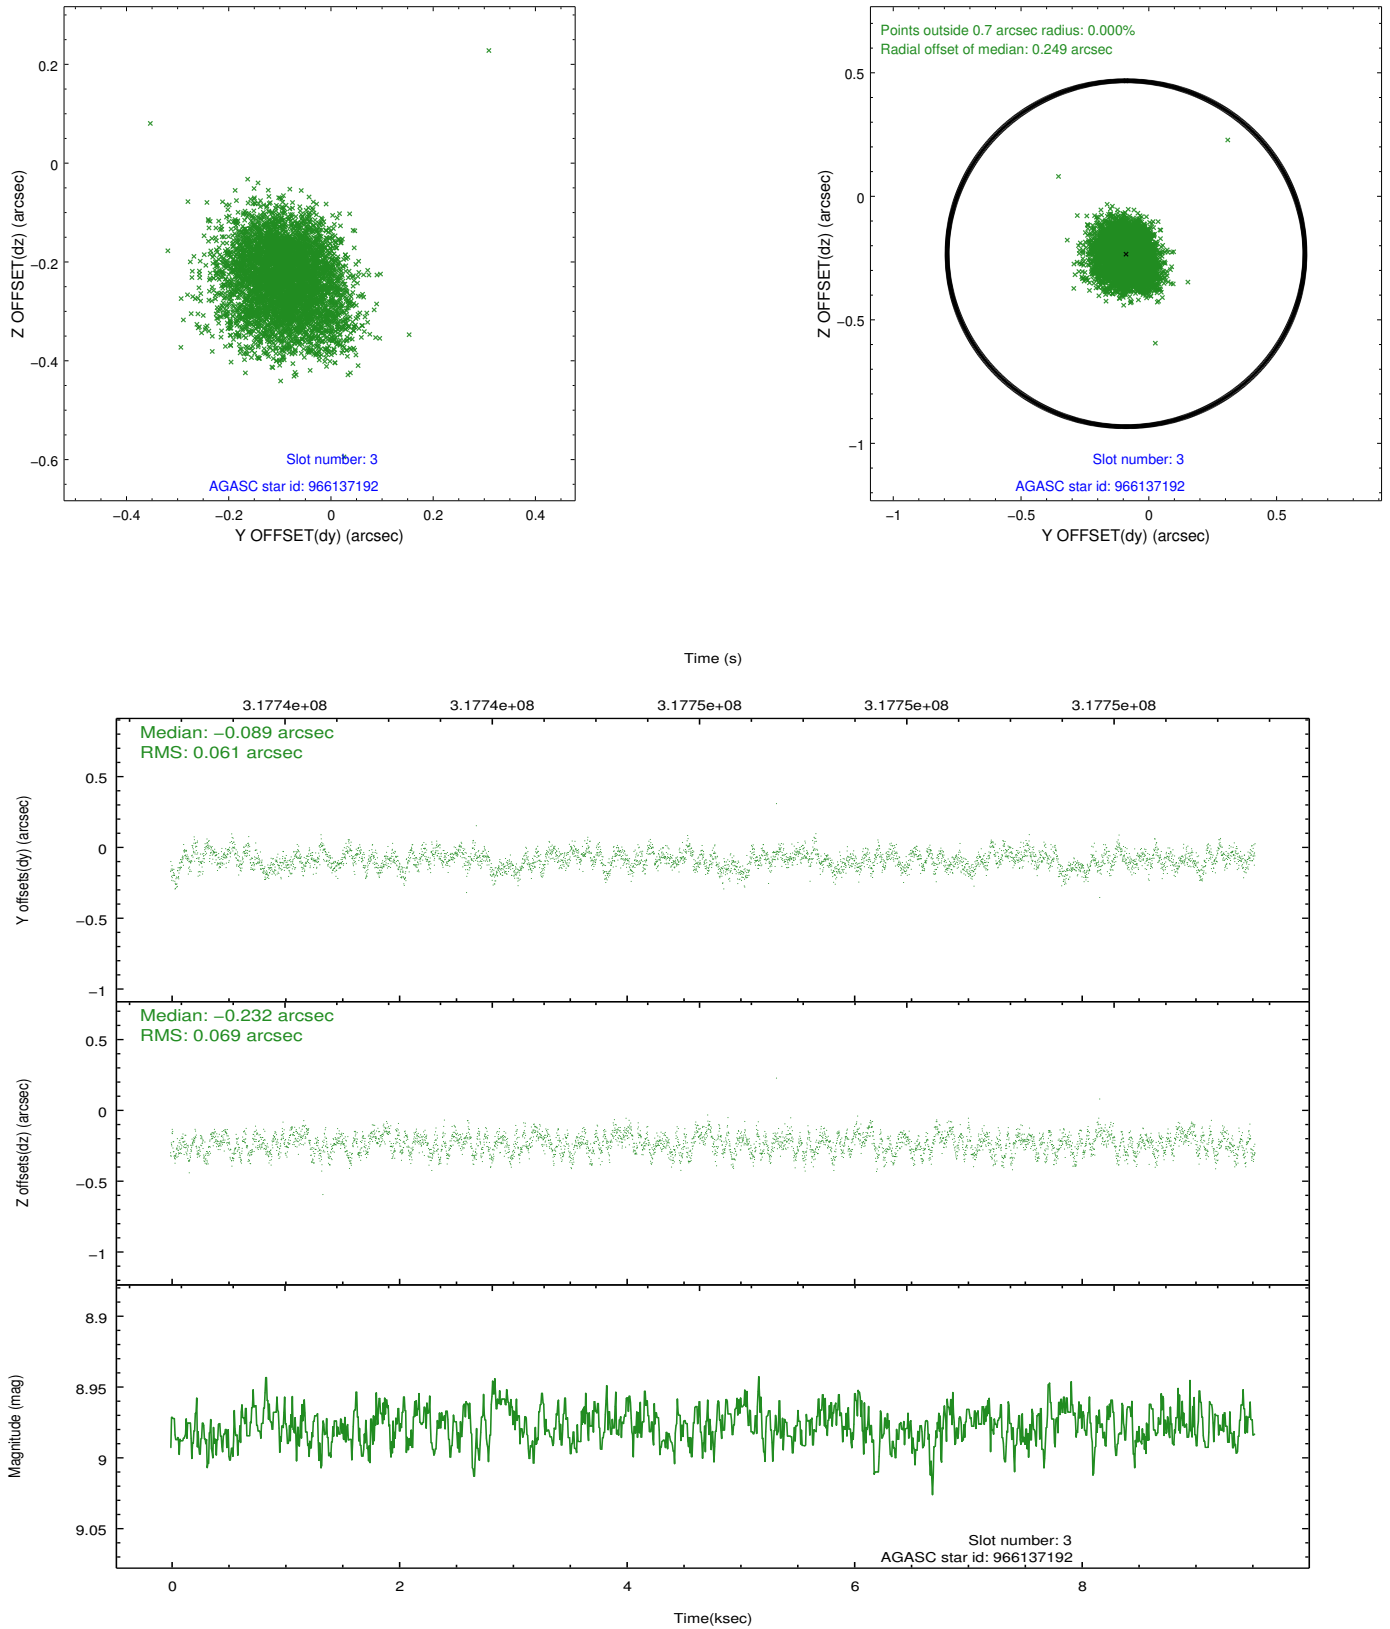 0.2
0
−0.2
−0.4
−0.6
Z OFFSET(dz) (arcsec)
Slot number: 3
AGASC star id: 966137192
−0.4
−0.2
0
0.2
0.4
Y OFFSET(dy) (arcsec)
Points outside 0.7 arcsec radius: 0.000%
Radial offset of median: 0.249 arcsec
0.5
0
−0.5
−1
Z OFFSET(dz) (arcsec)
Slot number: 3
AGASC star id: 966137192
−1
−0.5
0
0.5
Y OFFSET(dy) (arcsec)
Time (s)
3.1774e+08
3.1774e+08
3.1775e+08
3.1775e+08
3.1775e+08
Median: −0.089 arcsec
RMS: 0.061 arcsec
0.5
0
−0.5
−1
Y offsets(dy) (arcsec)
Median: −0.232 arcsec
RMS: 0.069 arcsec
0.5
0
−0.5
−1
Z offsets(dz) (arcsec)
8.9
8.95
9
9.05
Magnitude (mag)
Slot number: 3
AGASC star id: 966137192
0
2
4
6
8
Time(ksec)